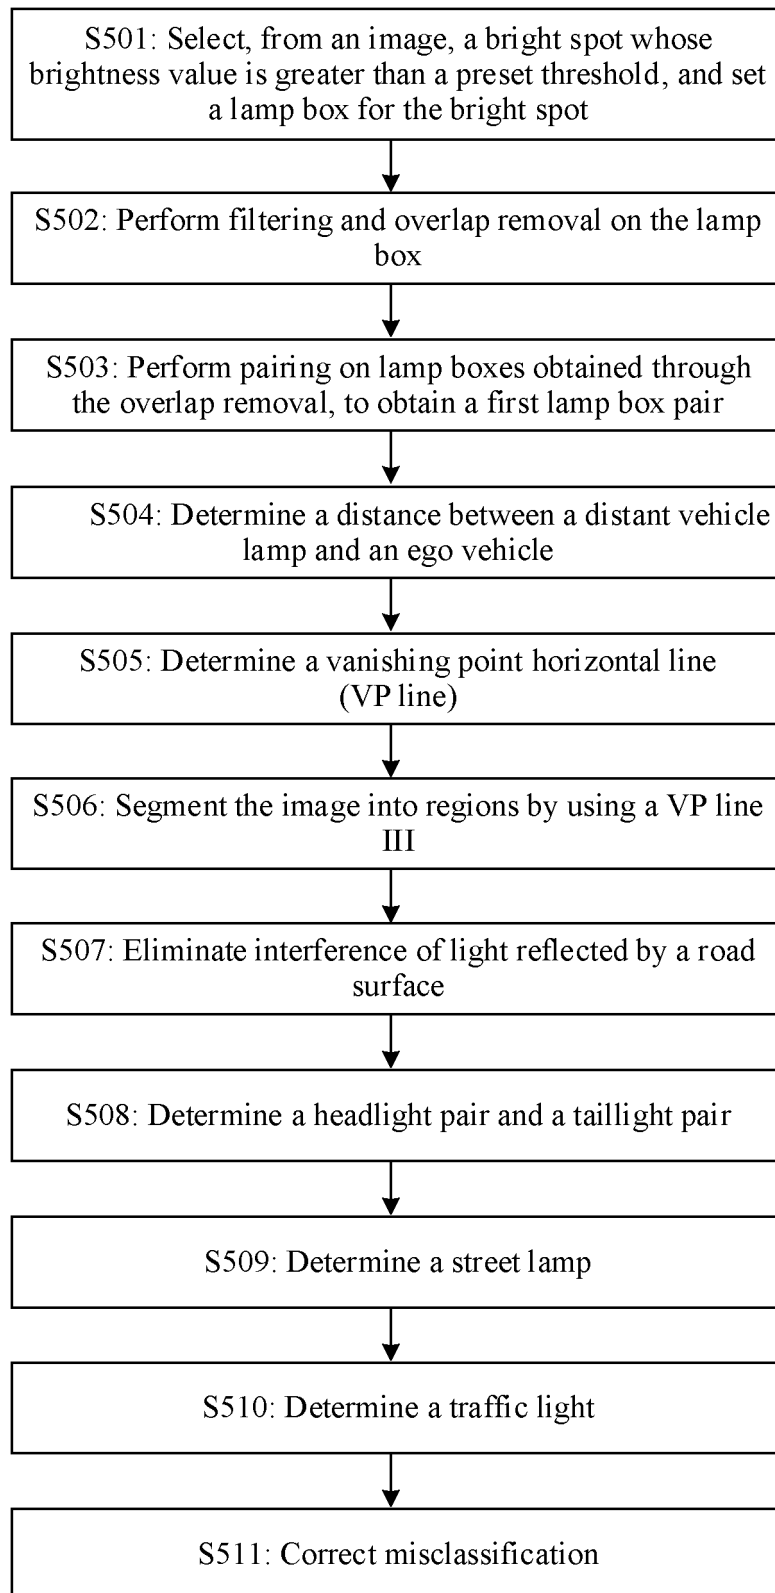 S501: Select, from an image, a bright spot whose
brightness value is greater than a preset threshold, and set
a lamp box for the bright spot
S502: Perform filtering and overlap removal on the lamp
box
S503: Perform pairing on lamp boxes obtained through
the overlap removal, to obtain a first lamp box pair
S504: Determine a distance between a distant vehicle
lamp and an ego vehicle
S505: Determine a vanishing point horizontal line
(VP line)
S506: Segment the image into regions by using a VP line
III
S507: Eliminate interference of light reflected by a road
surface
S508: Determine a headlight pair and a taillight pair
S509: Determine a street lamp
S510: Determine a traffic light
S511: Correct misclassification